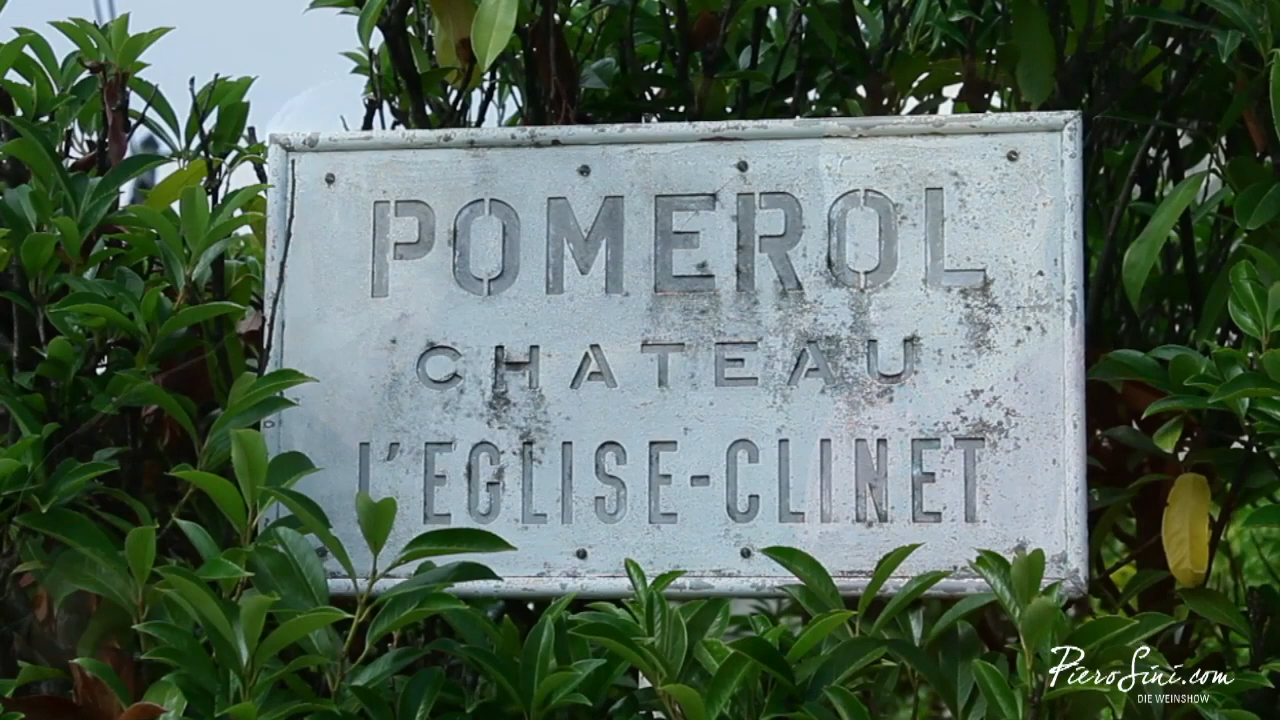 POMEROL
CHATEAU
L'EGLISE-CLINET
PieroSini.com
DIE WEINSHOW